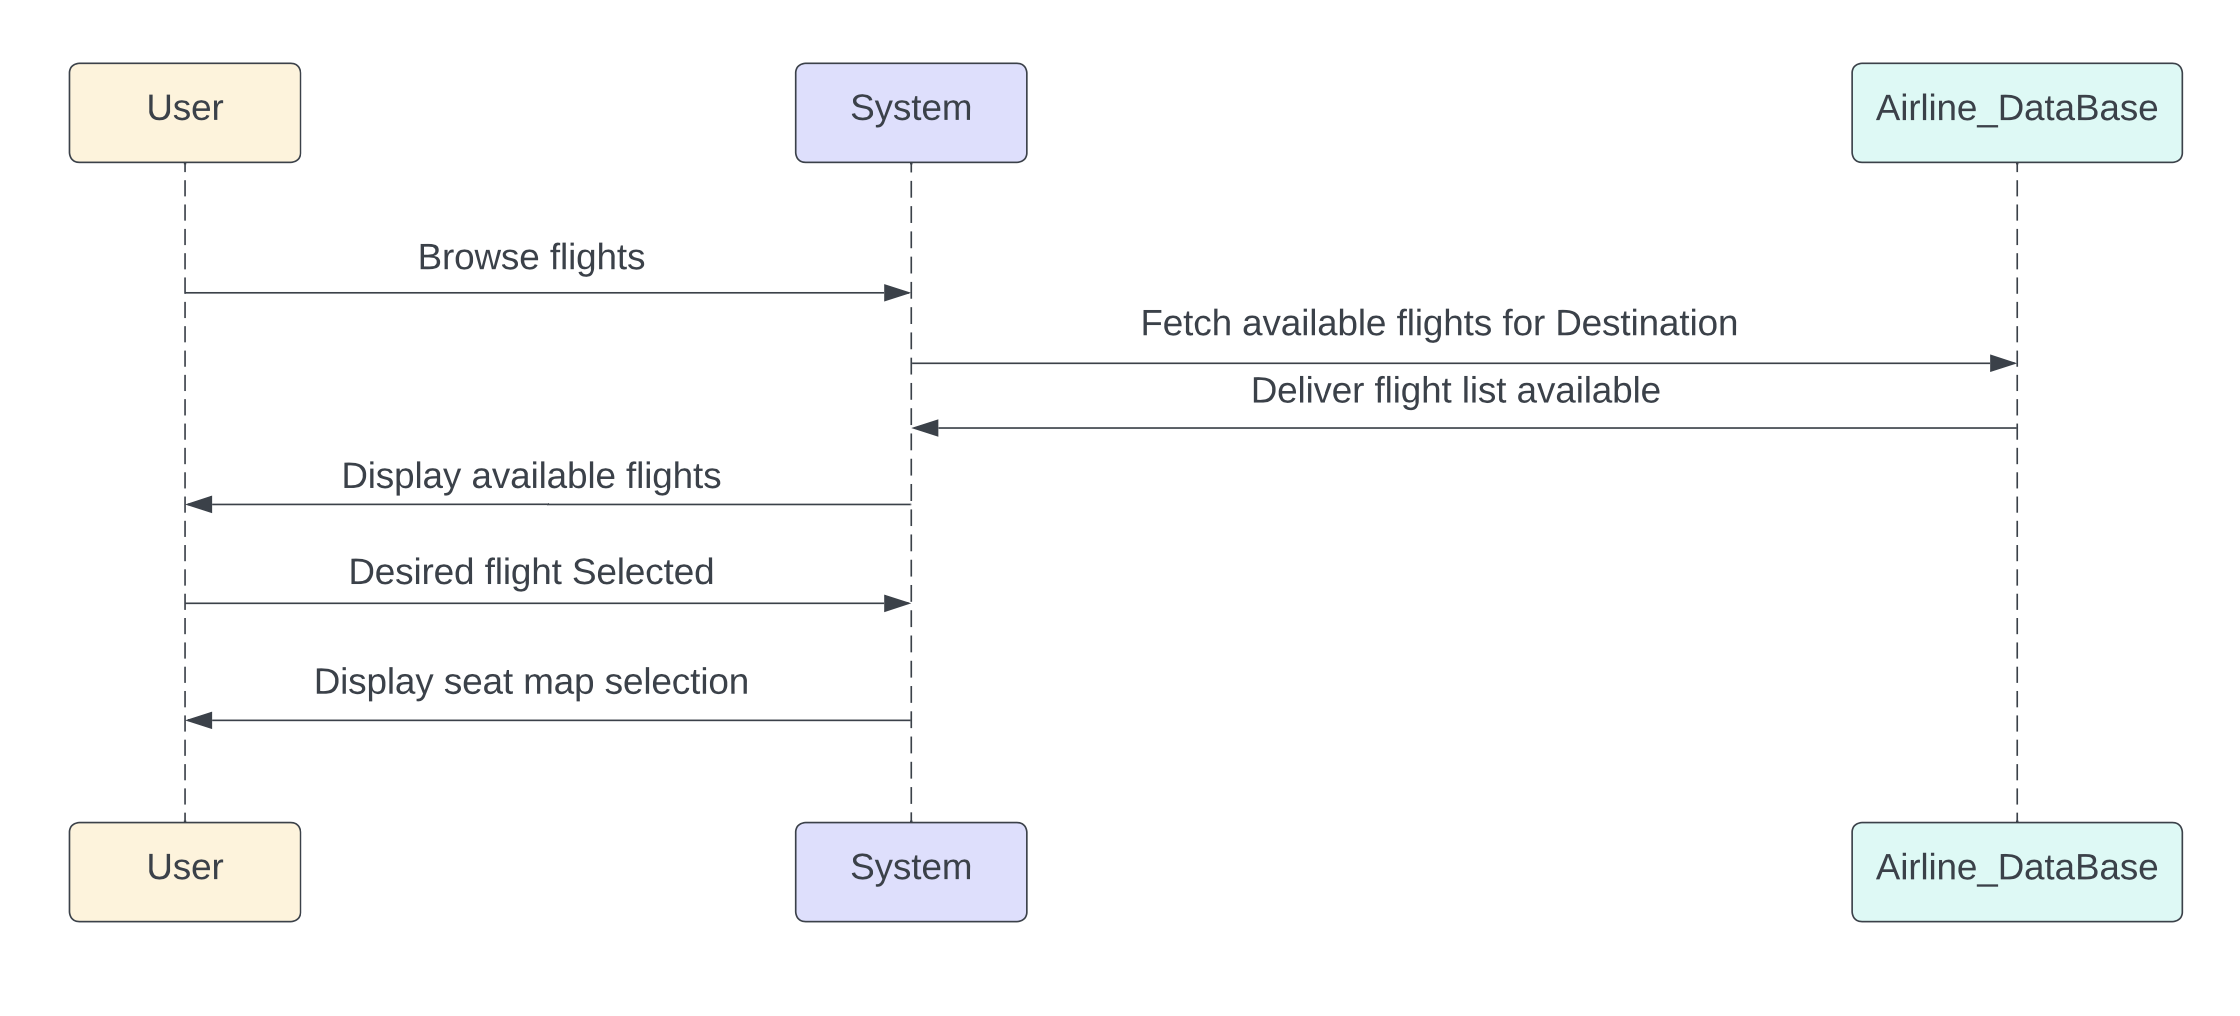 User
System
Airline_DataBase
Browse flights
Fetch available flights for Destination
Deliver flight list available
Display available flights
Desired flight Selected
Display seat map selection
User
System
Airline_DataBase